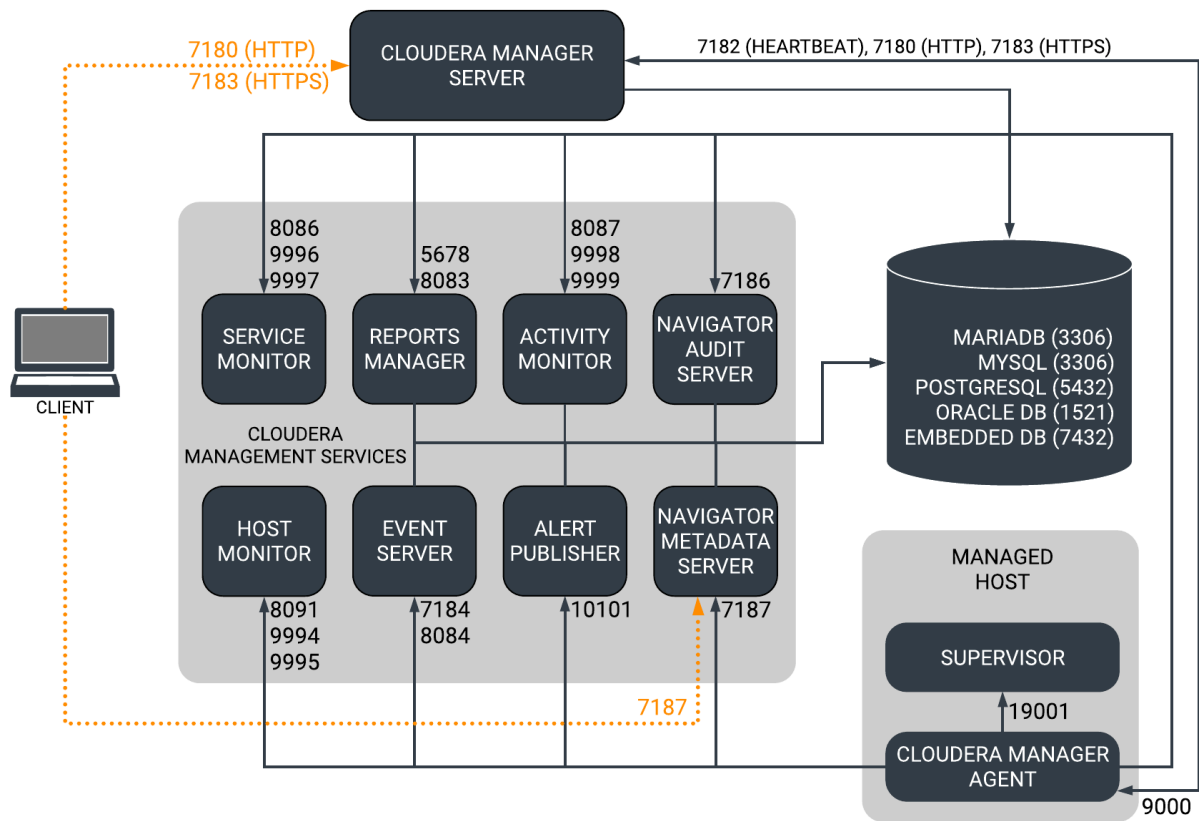 7180 (HTTP)
7183 (HTTPS)
CLOUDERA MANAGER
SERVER
7182 (HEARTBEAT), 7180 (HTTP), 7183 (HTTPS)
8086
9996
9997
5678
8083
8087
9998
9999
7186
SERVICE
MONITOR
REPORTS
MANAGER
ACTIVITY
MONITOR
NAVIGATOR
AUDIT
SERVER
MARIADB (3306)
MYSQL (3306)
POSTGRESQL (5432)
ORACLE DB (1521)
EMBEDDED DB (7432)
CLIENT
CLOUDERA
MANAGEMENT SERVICES
HOST
MONITOR
EVENT
SERVER
ALERT
PUBLISHER
NAVIGATOR
METADATA
SERVER
8091
9994
9995
7184
8084
10101
7187
7187
MANAGED
HOST
SUPERVISOR
19001
CLOUDERA MANAGER
AGENT
9000